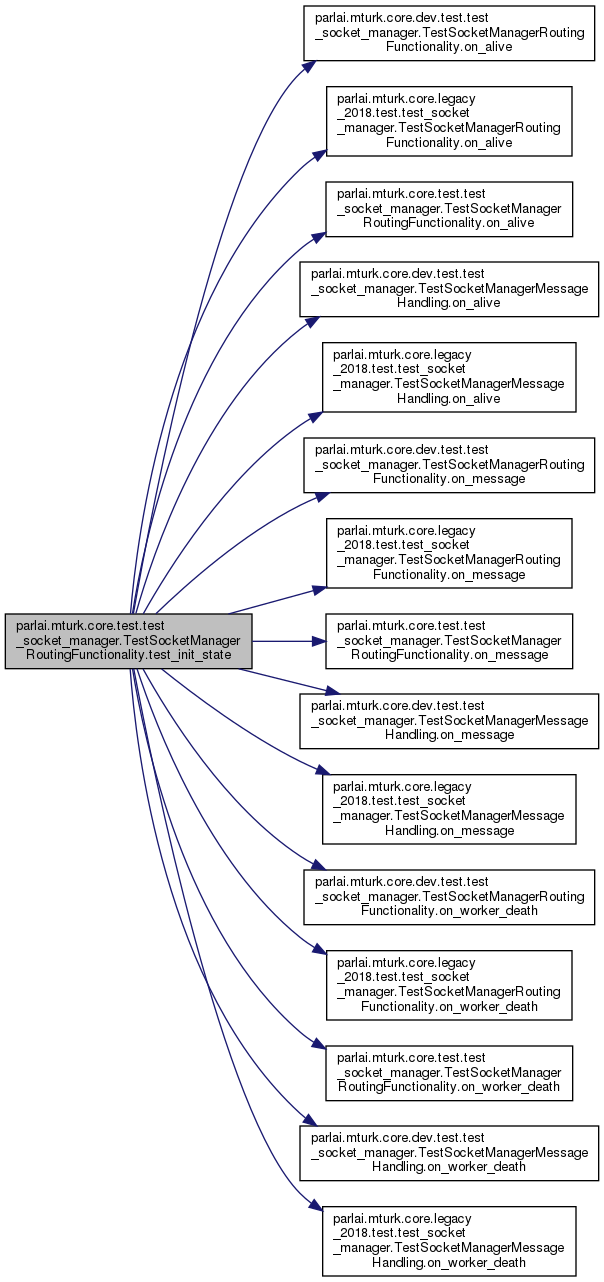 parlai.mturk.core.dev.test.test
_socket_manager.TestSocketManagerRouting
Functionality.on_alive
parlai.mturk.core.legacy
_2018.test.test_socket
_manager.TestSocketManagerRouting
Functionality.on_alive
parlai.mturk.core.test.test
_socket_manager.TestSocketManager
RoutingFunctionality.on_alive
parlai.mturk.core.dev.test.test
_socket_manager.TestSocketManagerMessage
Handling.on_alive
parlai.mturk.core.legacy
_2018.test.test_socket
_manager.TestSocketManagerMessage
Handling.on_alive
parlai.mturk.core.dev.test.test
_socket_manager.TestSocketManagerRouting
Functionality.on_message
parlai.mturk.core.legacy
_2018.test.test_socket
_manager.TestSocketManagerRouting
Functionality.on_message
parlai.mturk.core.test.test
_socket_manager.TestSocketManager
RoutingFunctionality.test_init_state
parlai.mturk.core.test.test
_socket_manager.TestSocketManager
RoutingFunctionality.on_message
parlai.mturk.core.dev.test.test
_socket_manager.TestSocketManagerMessage
Handling.on_message
parlai.mturk.core.legacy
_2018.test.test_socket
_manager.TestSocketManagerMessage
Handling.on_message
parlai.mturk.core.dev.test.test
_socket_manager.TestSocketManagerRouting
Functionality.on_worker_death
parlai.mturk.core.legacy
_2018.test.test_socket
_manager.TestSocketManagerRouting
Functionality.on_worker_death
parlai.mturk.core.test.test
_socket_manager.TestSocketManager
RoutingFunctionality.on_worker_death
parlai.mturk.core.dev.test.test
_socket_manager.TestSocketManagerMessage
Handling.on_worker_death
parlai.mturk.core.legacy
_2018.test.test_socket
_manager.TestSocketManagerMessage
Handling.on_worker_death